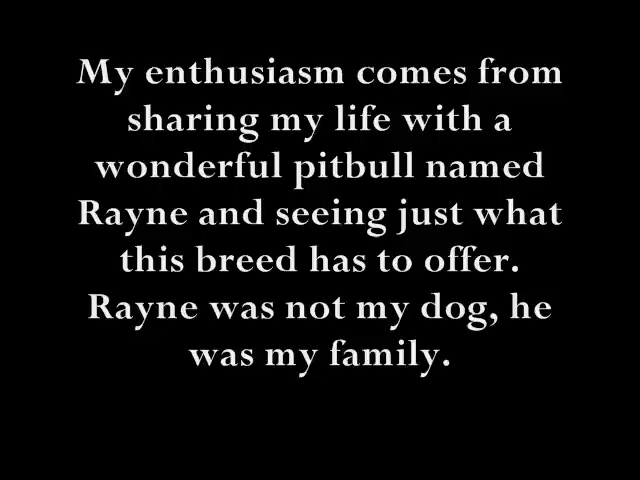 My enthusiasm comes from
sharing my life with a
wonderful pitbull named
Rayne and seeing just what
this breed has to offer.
Rayne was not my dog, he
was my family.